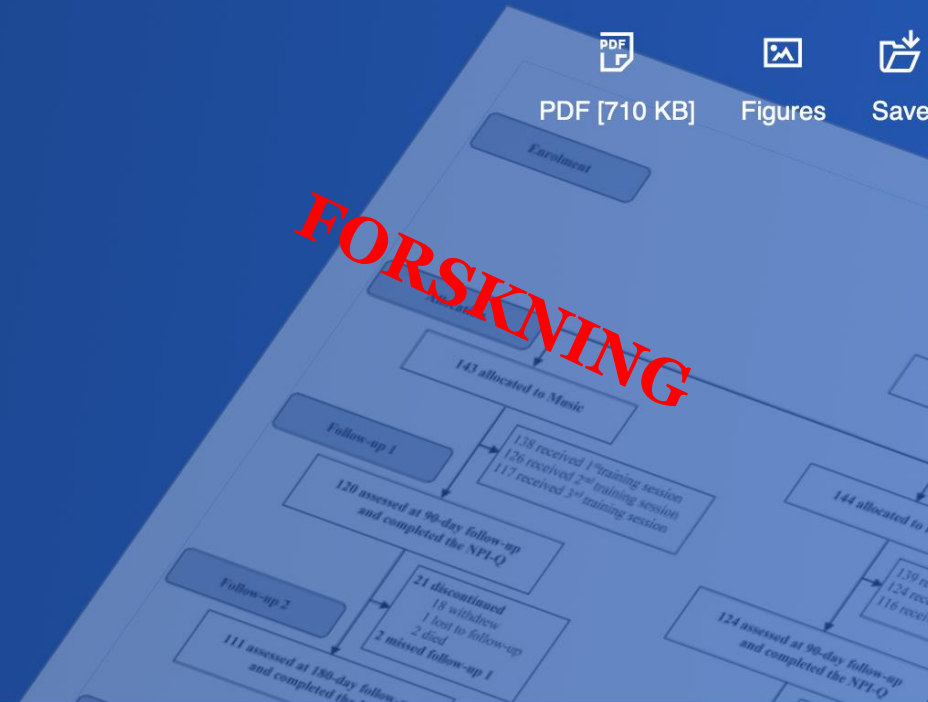 PDF
PDF [710 KB]
Figures
Save
Enrolment
FORSKNING
143 allocated to Music
Follow-up 1
138 received 1st training session
126 received 2nd training session
117 received 3rd training session
120 assessed at 90-day follow-up
and completed the NPI-Q
144 allocated to
Follow-up 2
21 discontinued
18 withdrew
1 lost to follow-up
2 died
2 missed follow-up 1
139
124
116
124 assessed at 90-day follow-up
and completed the NPI-Q
111 assessed at 180-day
and completed the